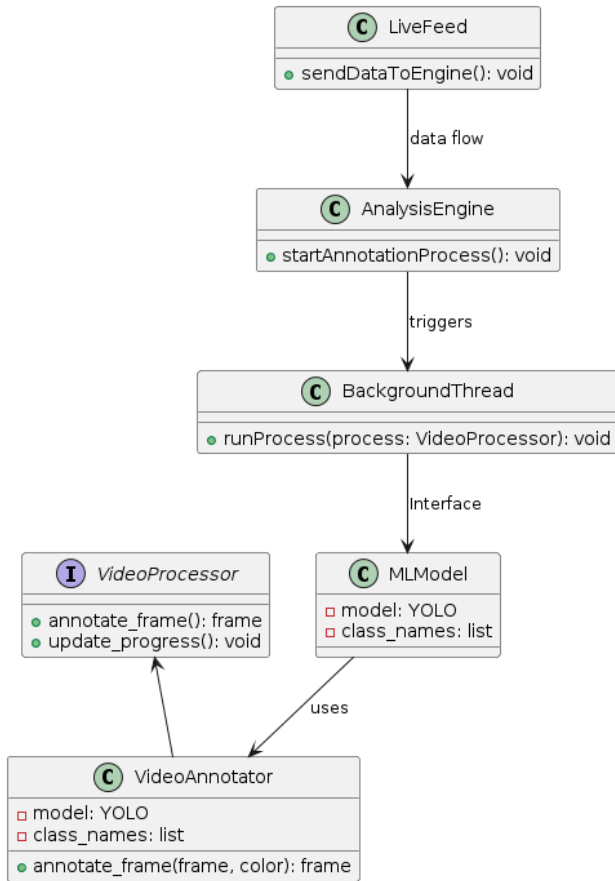 C LiveFeed
sendDataToEngine(): void
data flow
C AnalysisEngine
startAnnotationProcess(): void
triggers
C BackgroundThread
runProcess(process: VideoProcessor): void
Interface
I VideoProcessor
annotate_frame(): frame
update_progress(): void
C MLModel
model: YOLO
class_names: list
uses
C VideoAnnotator
model: YOLO
class_names: list
annotate_frame(frame, color): frame